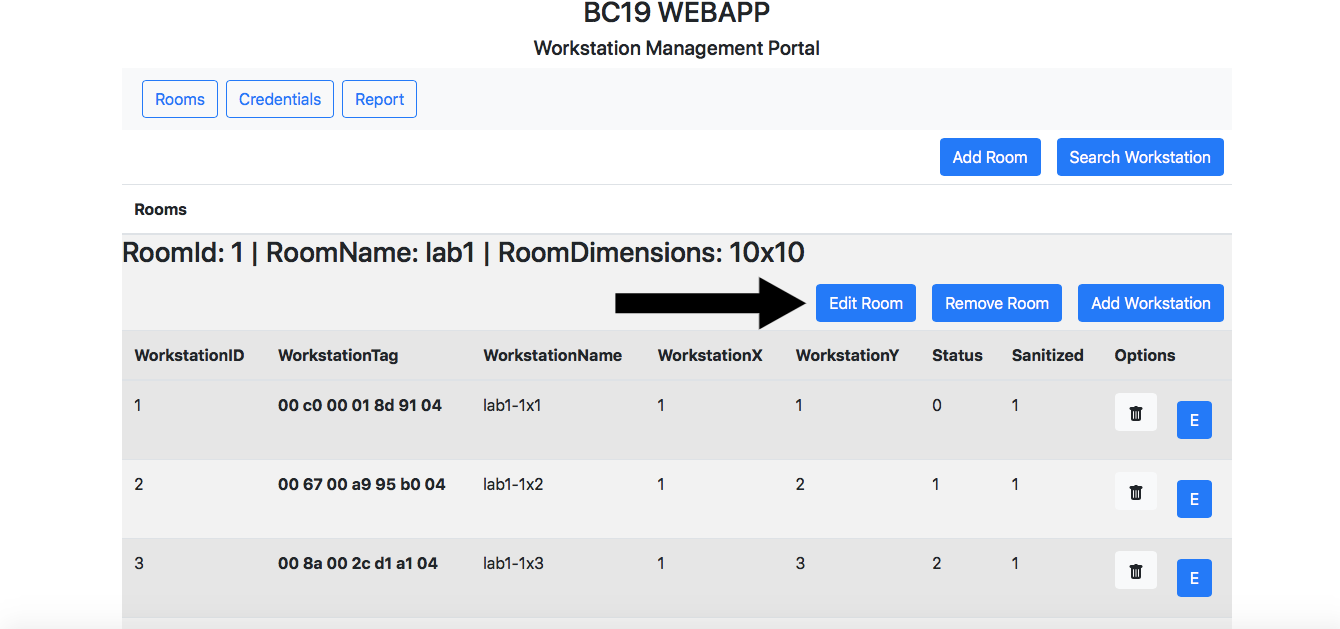 BC19 WEBAPP
Workstation Management Portal
Rooms Credentials Report
Add Room Search Workstation
Rooms
RoomId: 1 | RoomName: lab1 | RoomDimensions: 10x10
Edit Room Remove Room Add Workstation
WorkstationID WorkstationTag WorkstationName WorkstationX WorkstationY Status Sanitized Options
1 00 c0 00 01 8d 91 04 lab1-1x1 1 1 0 1 E
2 00 67 00 a9 95 b0 04 lab1-1x2 1 2 1 1 E
3 00 8a 00 2c d1 a1 04 lab1-1x3 1 3 2 1 E